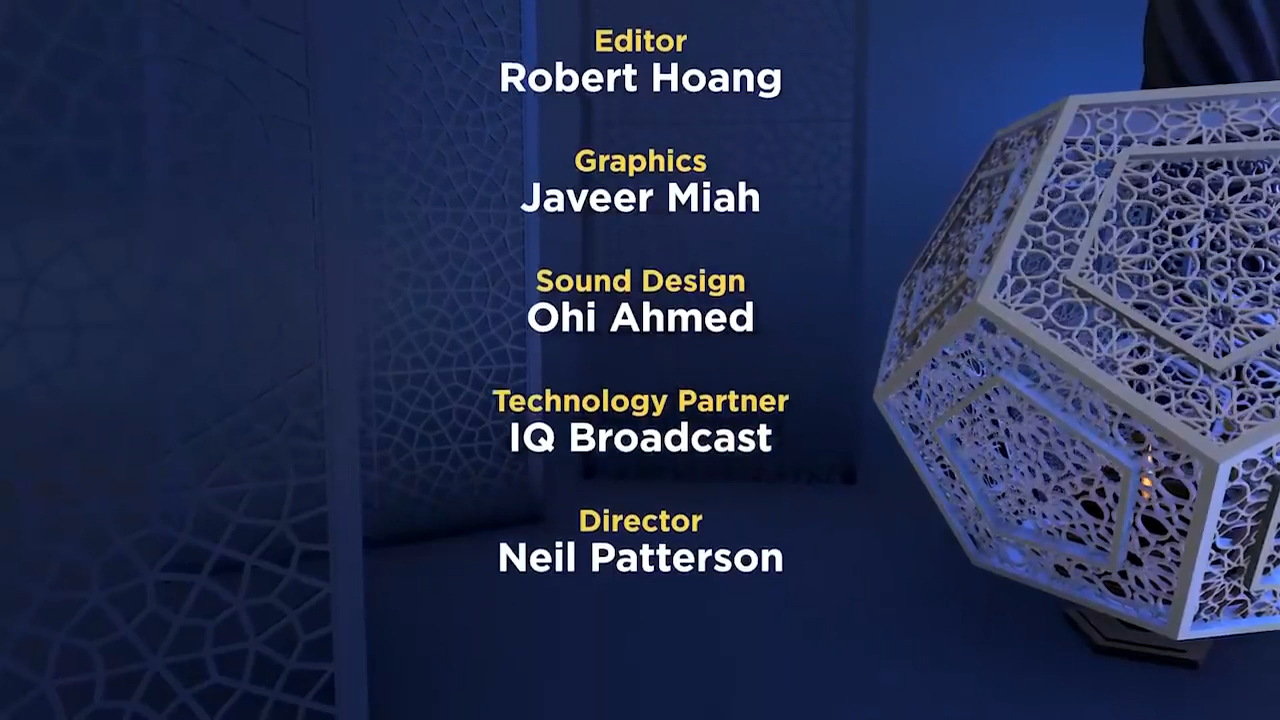 Editor
Robert Hoang
Graphics
Javeer Miah
Sound Design
Ohi Ahmed
Technology Partner
IQ Broadcast
Director
Neil Patterson